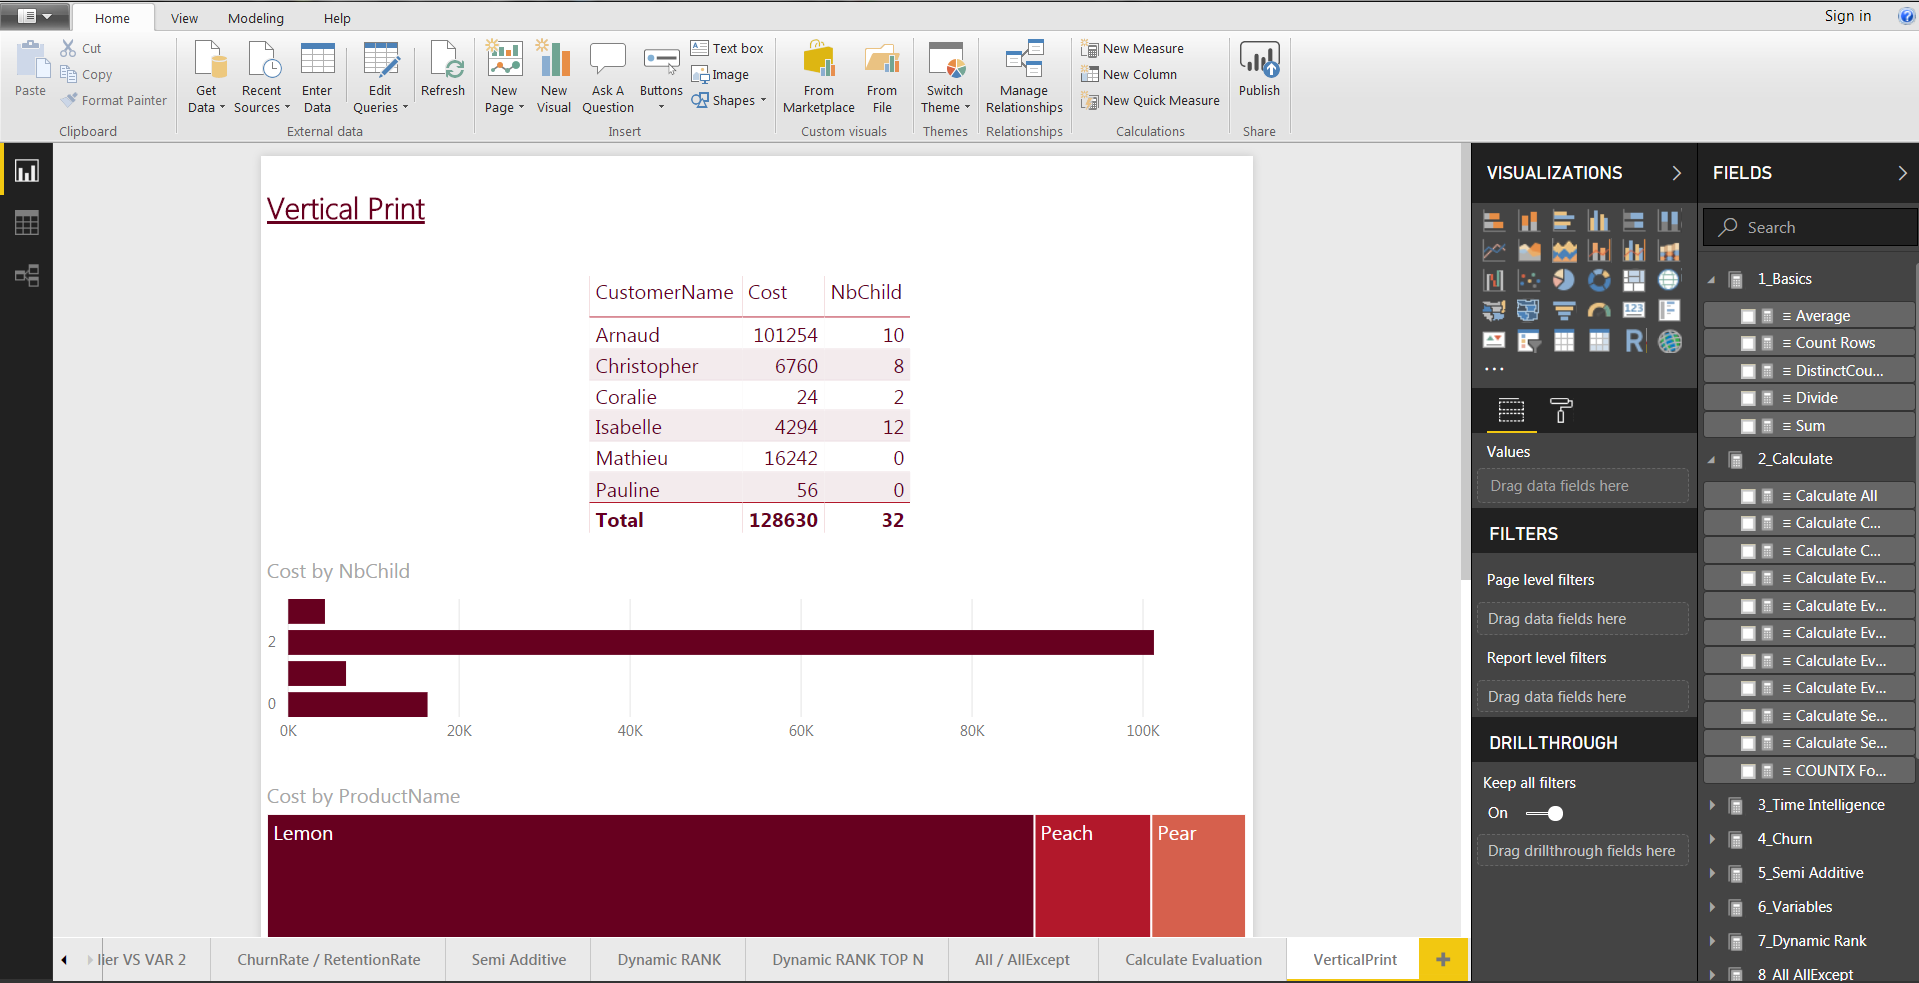 Home View Modeling Help Sign in
Paste
Cut
Copy
Format Painter
Clipboard
Get Data
Recent Sources
Enter Data
Edit Queries
Refresh
External data
New Page
New Visual
Ask A Question
Buttons
Text box
Image
Shapes
Insert
From Marketplace
From File
Custom visuals
Switch Theme
Themes
Manage Relationships
Relationships
New Measure
New Column
New Quick Measure
Calculations
Publish
Share
Vertical Print
CustomerName Cost NbChild
Arnaud 101254 10
Christopher 6760 8
Coralie 24 2
Isabelle 4294 12
Mathieu 16242 0
Pauline 56 0
Total 128630 32
Cost by NbChild
2
0
0K 20K 40K 60K 80K 100K
Cost by ProductName
Lemon Peach Pear
lier VS VAR 2 ChurnRate / RetentionRate Semi Additive Dynamic RANK Dynamic RANK TOP N All / AllExcept Calculate Evaluation VerticalPrint +
VISUALIZATIONS
123
R
...
Values
Drag data fields here
FILTERS
Page level filters
Drag data fields here
Report level filters
Drag data fields here
DRILLTHROUGH
Keep all filters
On
Drag drillthrough fields here
FIELDS
Search
1_Basics
Average
Count Rows
DistinctCou...
Divide
Sum
2_Calculate
Calculate All
Calculate C...
Calculate C...
Calculate Ev...
Calculate Ev...
Calculate Ev...
Calculate Ev...
Calculate Ev...
Calculate Se...
Calculate Se...
COUNTX Fo...
3_Time Intelligence
4_Churn
5_Semi Additive
6_Variables
7_Dynamic Rank
8_All AllExcept